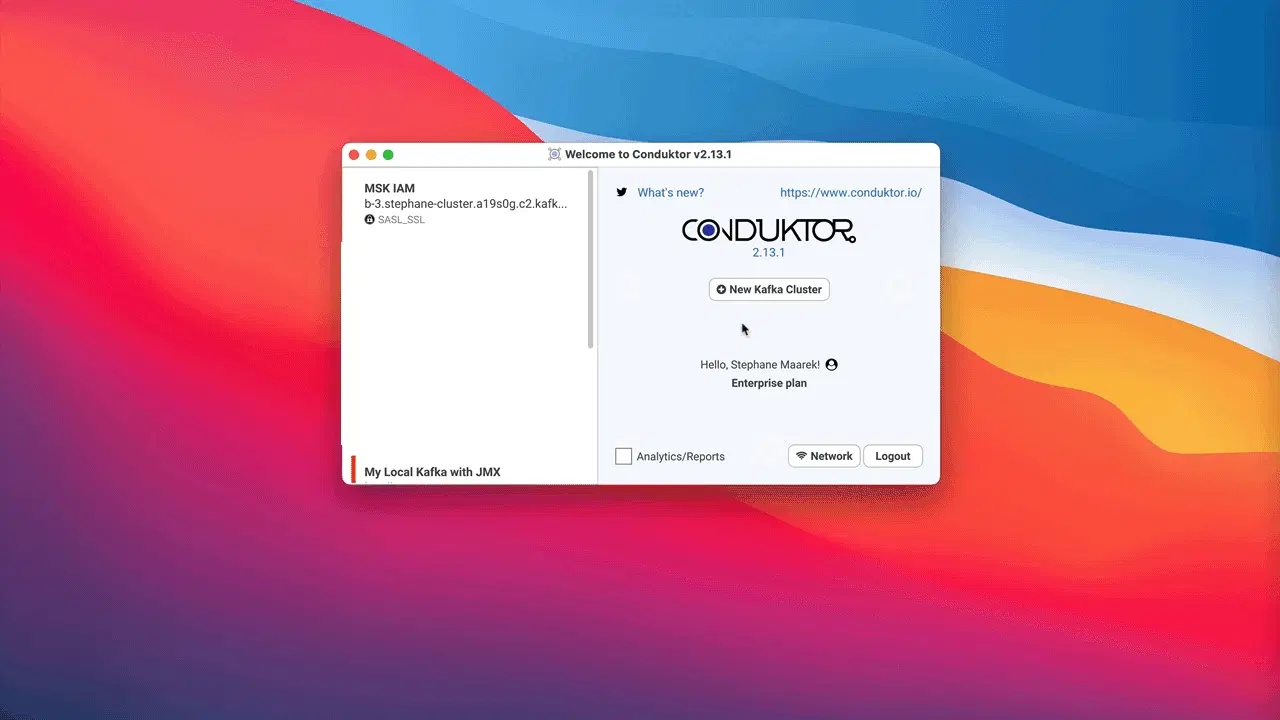 Welcome to Conduktor v2.13.1
MSK IAM
b-3.stephane-cluster.a19s0g.c2.kafk...
SASL_SSL
My Local Kafka with JMX
What's new?
https://www.conduktor.io/
CONDUKTOR
2.13.1
New Kafka Cluster
Hello, Stephane Maarek!
Enterprise plan
Analytics/Reports
Network
Logout